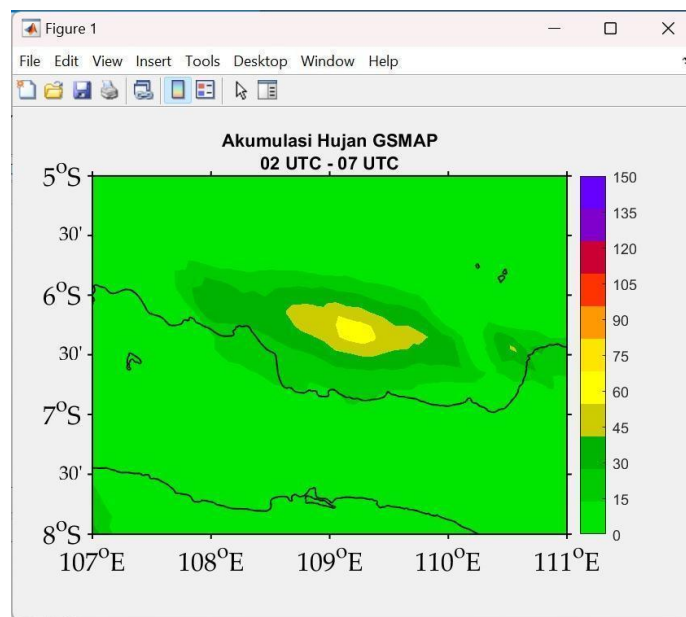 Figure 1
File Edit View Insert Tools Desktop Window Help
Akumulasi Hujan GSMAP
02 UTC - 07 UTC
5°S
30'
6°S
30'
7°S
30'
8°S
107°E 108°E 109°E 110°E 111°E
150
135
120
105
90
75
60
45
30
15
0